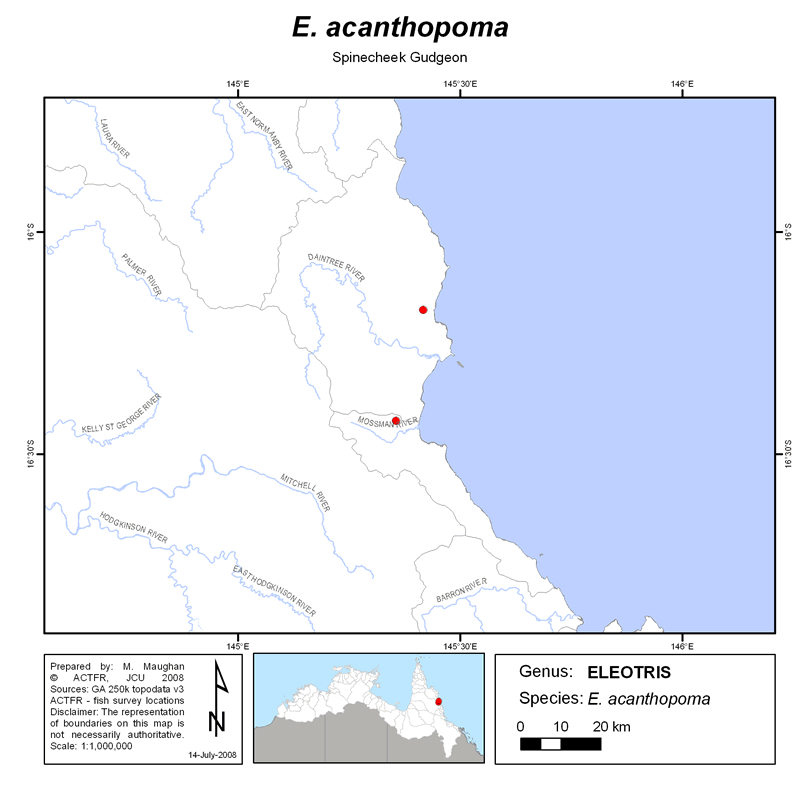 E. acanthopoma
Spinecheek Gudgeon
145°E
145°30'E
146°E
16°S
16°S
16°30'S
16°30'S
LAURA RIVER
EAST NORMANBY RIVER
DAINTREE RIVER
PALMER RIVER
KELLY ST GEORGE RIVER
MOSSMAN RIVER
MITCHELL RIVER
HODGKINSON RIVER
EAST HODGKINSON RIVER
BARRON RIVER
145°E
145°30'E
146°E
Prepared by: M. Maughan
© ACTFR, JCU 2008
Sources: GA 250k topodata v3
ACTFR - fish survey locations
Disclaimer: The representation
of boundaries on this map is
not necessarily authoritative.
Scale: 1:1,000,000
N
14-July-2008
Genus: ELEOTRIS
Species: E. acanthopoma
0 10 20 km